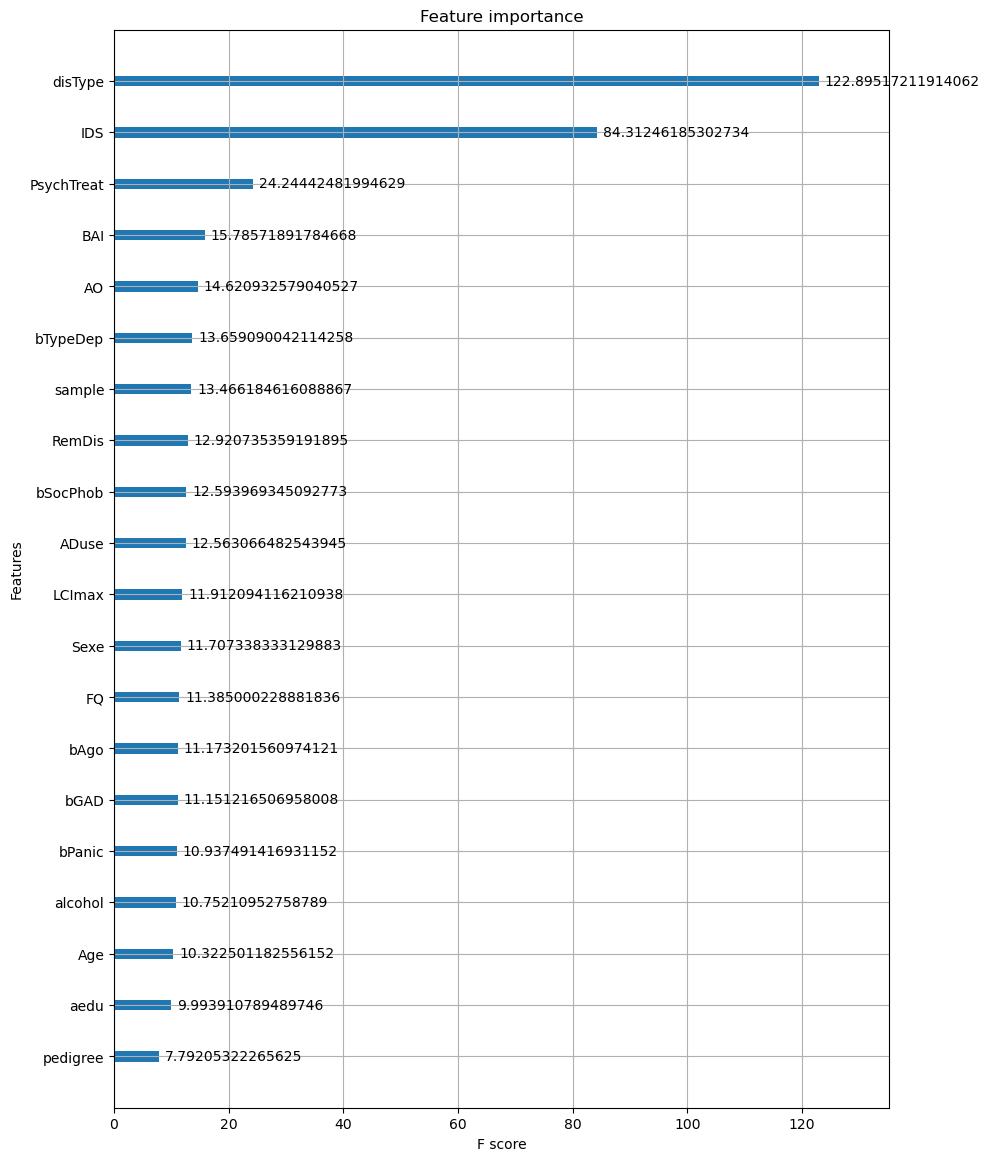 Feature importance
disType 122.89517211914062
IDS 84.31246185302734
PsychTreat 24.24442481994629
BAI 15.78571891784668
AO 14.620932579040527
bTypeDep 13.659090042114258
sample 13.466184616088867
RemDis 12.920735359191895
bSocPhob 12.593969345092773
ADuse 12.563066482543945
LCImax 11.912094116210938
Sexe 11.707338333129883
FQ 11.385000228881836
bAgo 11.173201560974121
bGAD 11.151216506958008
bPanic 10.937491416931152
alcohol 10.75210952758789
Age 10.322501182556152
aedu 9.993910789489746
pedigree 7.79205322265625
Features
0 20 40 60 80 100 120
F score